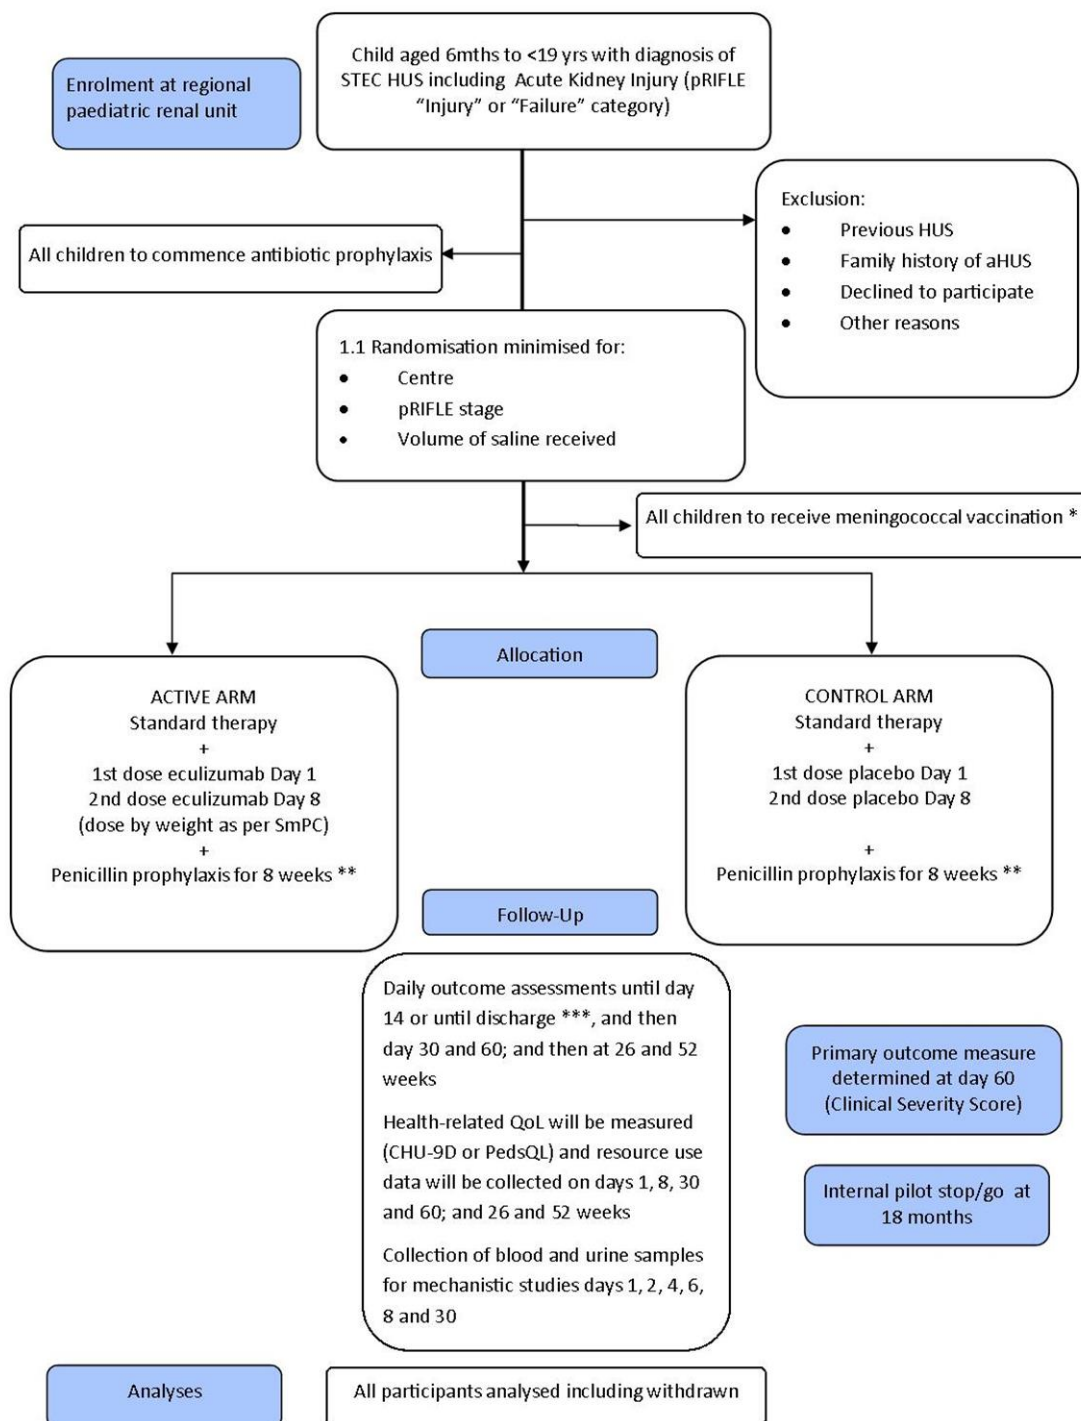 Enrolment at regional
paediatric renal unit
Child aged 6mths to <19 yrs with diagnosis of
STEC HUS including  Acute Kidney Injury (pRIFLE
“Injury” or “Failure” category)
Exclusion:
• Previous HUS
• Family history of aHUS
• Declined to participate
• Other reasons
All children to commence antibiotic prophylaxis
1.1 Randomisation minimised for:
• Centre
• pRIFLE stage
• Volume of saline received
All children to receive meningococcal vaccination *
Allocation
ACTIVE ARM
Standard therapy
+
1st dose eculizumab Day 1
2nd dose eculizumab Day 8
(dose by weight as per SmPC)
+
Penicillin prophylaxis for 8 weeks **
CONTROL ARM
Standard therapy
+
1st dose placebo Day 1
2nd dose placebo Day 8
+
Penicillin prophylaxis for 8 weeks **
Follow-Up
Daily outcome assessments until day
14 or until discharge ***, and then
day 30 and 60; and then at 26 and 52
weeks
Health-related QoL will be measured
(CHU-9D or PedsQL) and resource use
data will be collected on days 1, 8, 30
and 60; and 26 and 52 weeks
Collection of blood and urine samples
for mechanistic studies days 1, 2, 4, 6,
8 and 30
Primary outcome measure
determined at day 60
(Clinical Severity Score)
Internal pilot stop/go  at
18 months
Analyses
All participants analysed including withdrawn